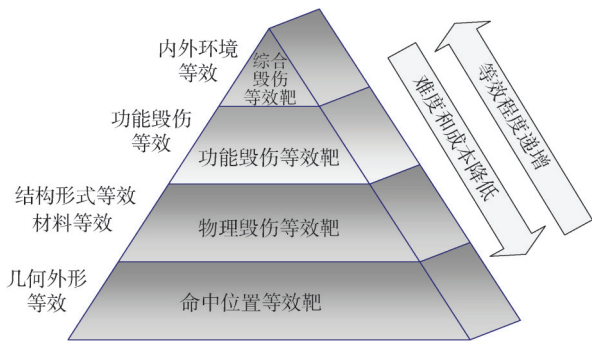 内外环境
等效
综合
毁伤
等效靶
功能毁伤
等效
功能毁伤等效靶
结构形式等效
材料等效
物理毁伤等效靶
几何外形
等效
命中位置等效靶
难度和成本降低
等效程度递增